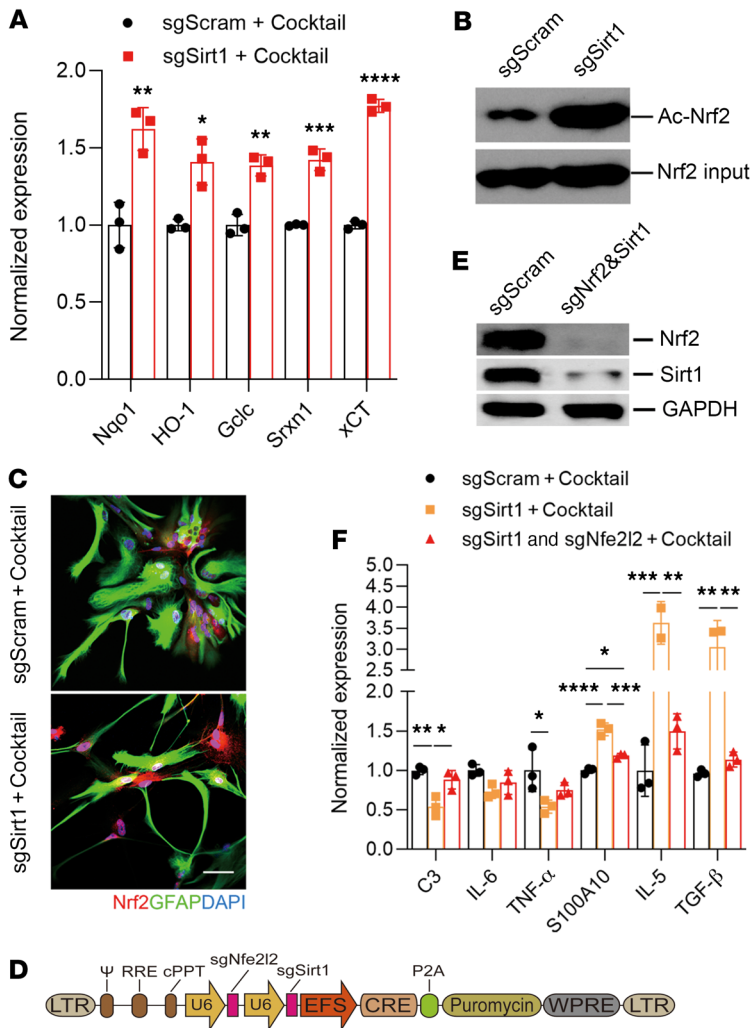 A
sgScram + Cocktail
sgSirt1 + Cocktail
Normalized expression
2.0
1.5
1.0
0.5
0.0
**
*
**
***
****
Nqo1
HO-1
Gclc
Srxn1
xCT
B
sgScram
sgSirt1
Ac-Nrf2
Nrf2 input
E
sgScram
sgNrf2&Sirt1
Nrf2
Sirt1
GAPDH
C
sgScram + Cocktail
sgSirt1 + Cocktail
Nrf2GFAPDAPI
F
sgScram + Cocktail
sgSirt1 + Cocktail
sgSirt1 and sgNfe2l2 + Cocktail
Normalized expression
5.0
4.5
4.0
3.5
3.0
2.5
2.0
1.5
1.0
0.5
0.0
** *
*
*
**** ***
*** **
** **
C3
IL-6
TNF-α
S100A10
IL-5
TGF-β
D
LTR
Ψ
RRE
cPPT
U6
sgNfe2l2
U6
sgSirt1
EFS
CRE
P2A
Puromycin
WPRE
LTR